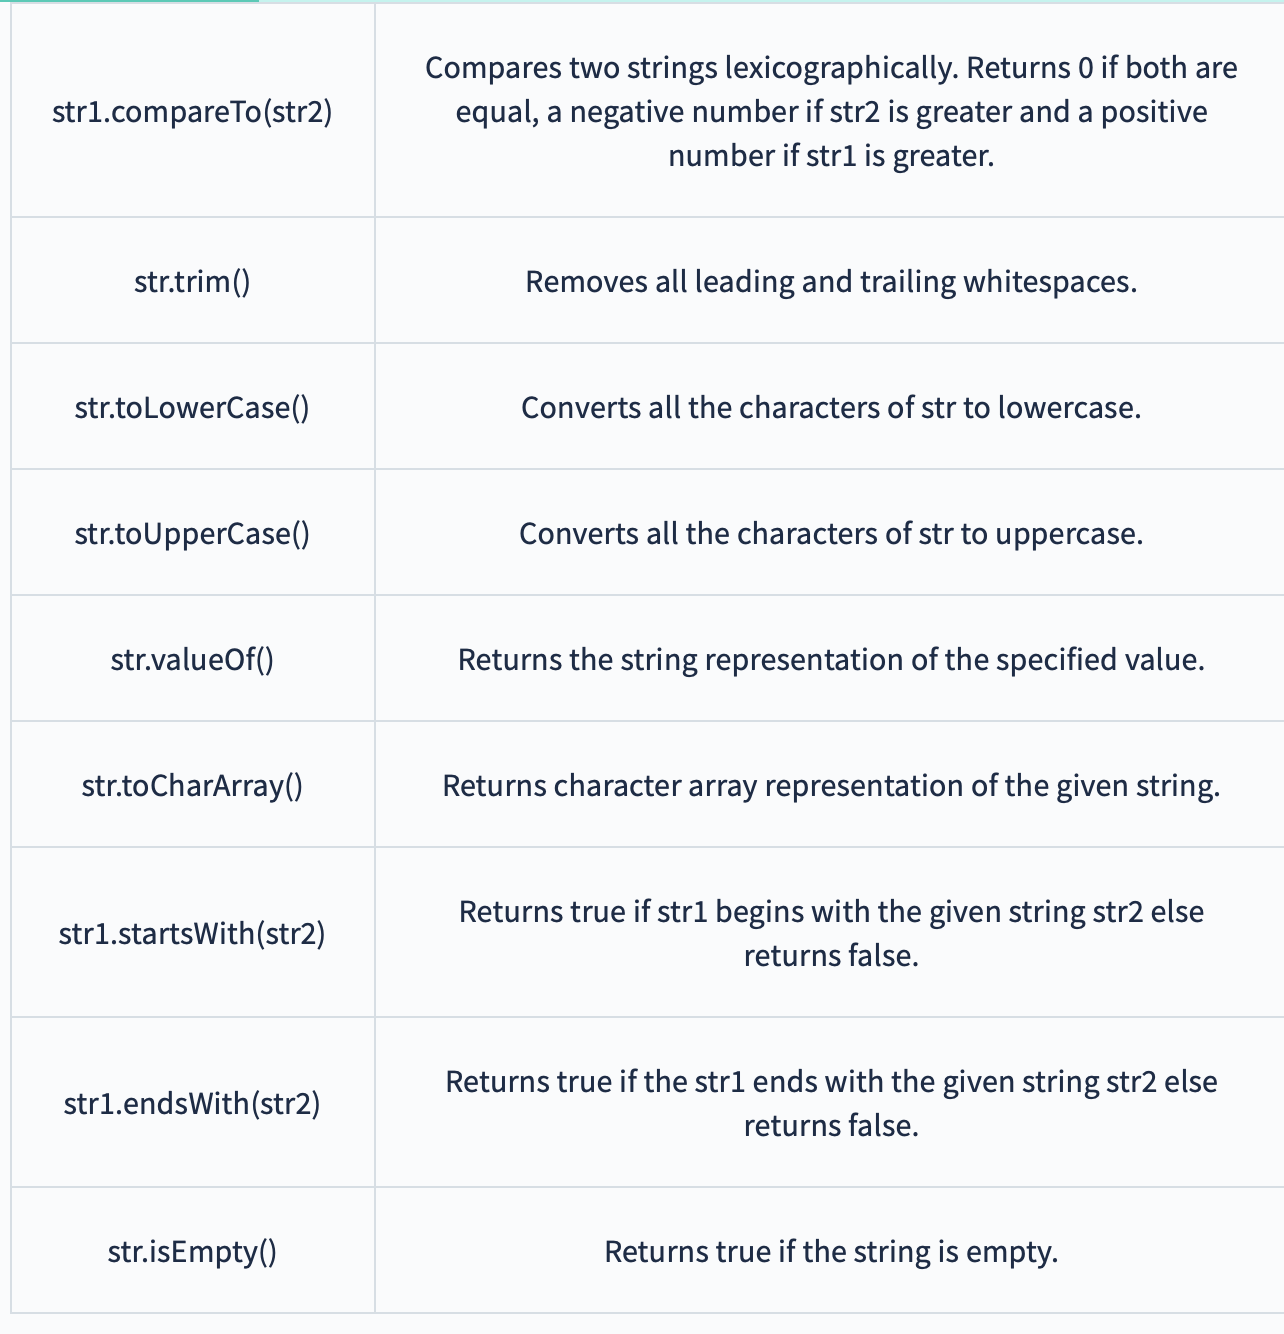 str1.compareTo(str2)
Compares two strings lexicographically. Returns 0 if both are
equal, a negative number if str2 is greater and a positive
number if str1 is greater.
str.trim()
Removes all leading and trailing whitespaces.
str.toLowerCase()
Converts all the characters of str to lowercase.
str.toUpperCase()
Converts all the characters of str to uppercase.
str.valueOf()
Returns the string representation of the specified value.
str.toCharArray()
Returns character array representation of the given string.
str1.startsWith(str2)
Returns true if str1 begins with the given string str2 else
returns false.
str1.endsWith(str2)
Returns true if the str1 ends with the given string str2 else
returns false.
str.isEmpty()
Returns true if the string is empty.